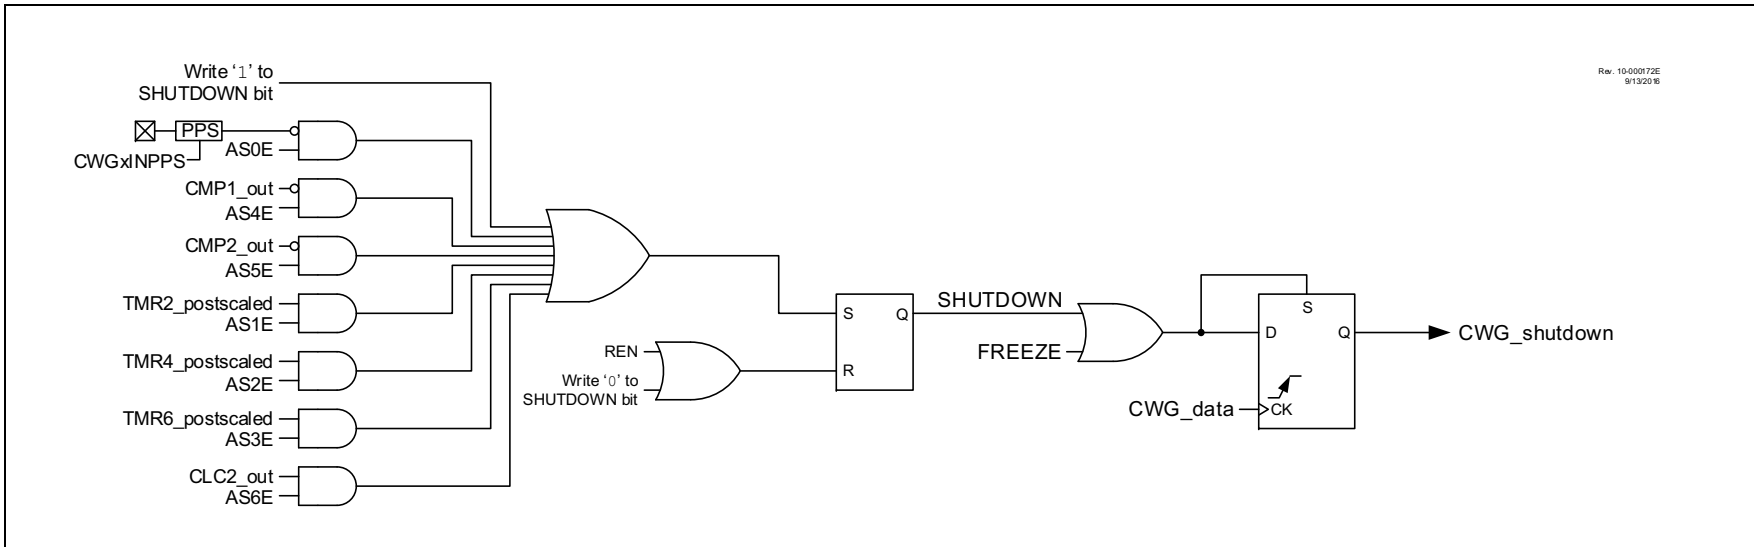 Write ‘1’ to
SHUTDOWN bit
Rev. 10-000172E
9/13/2016
PPS
AS0E
CWGxINPPS
CMP1_out
AS4E
CMP2_out
AS5E
TMR2_postscaled
AS1E
TMR4_postscaled
AS2E
TMR6_postscaled
AS3E
CLC2_out
AS6E
REN
Write ‘0’ to
SHUTDOWN bit
S
Q
R
SHUTDOWN
FREEZE
S
D
Q
CWG_data
CK
CWG_shutdown